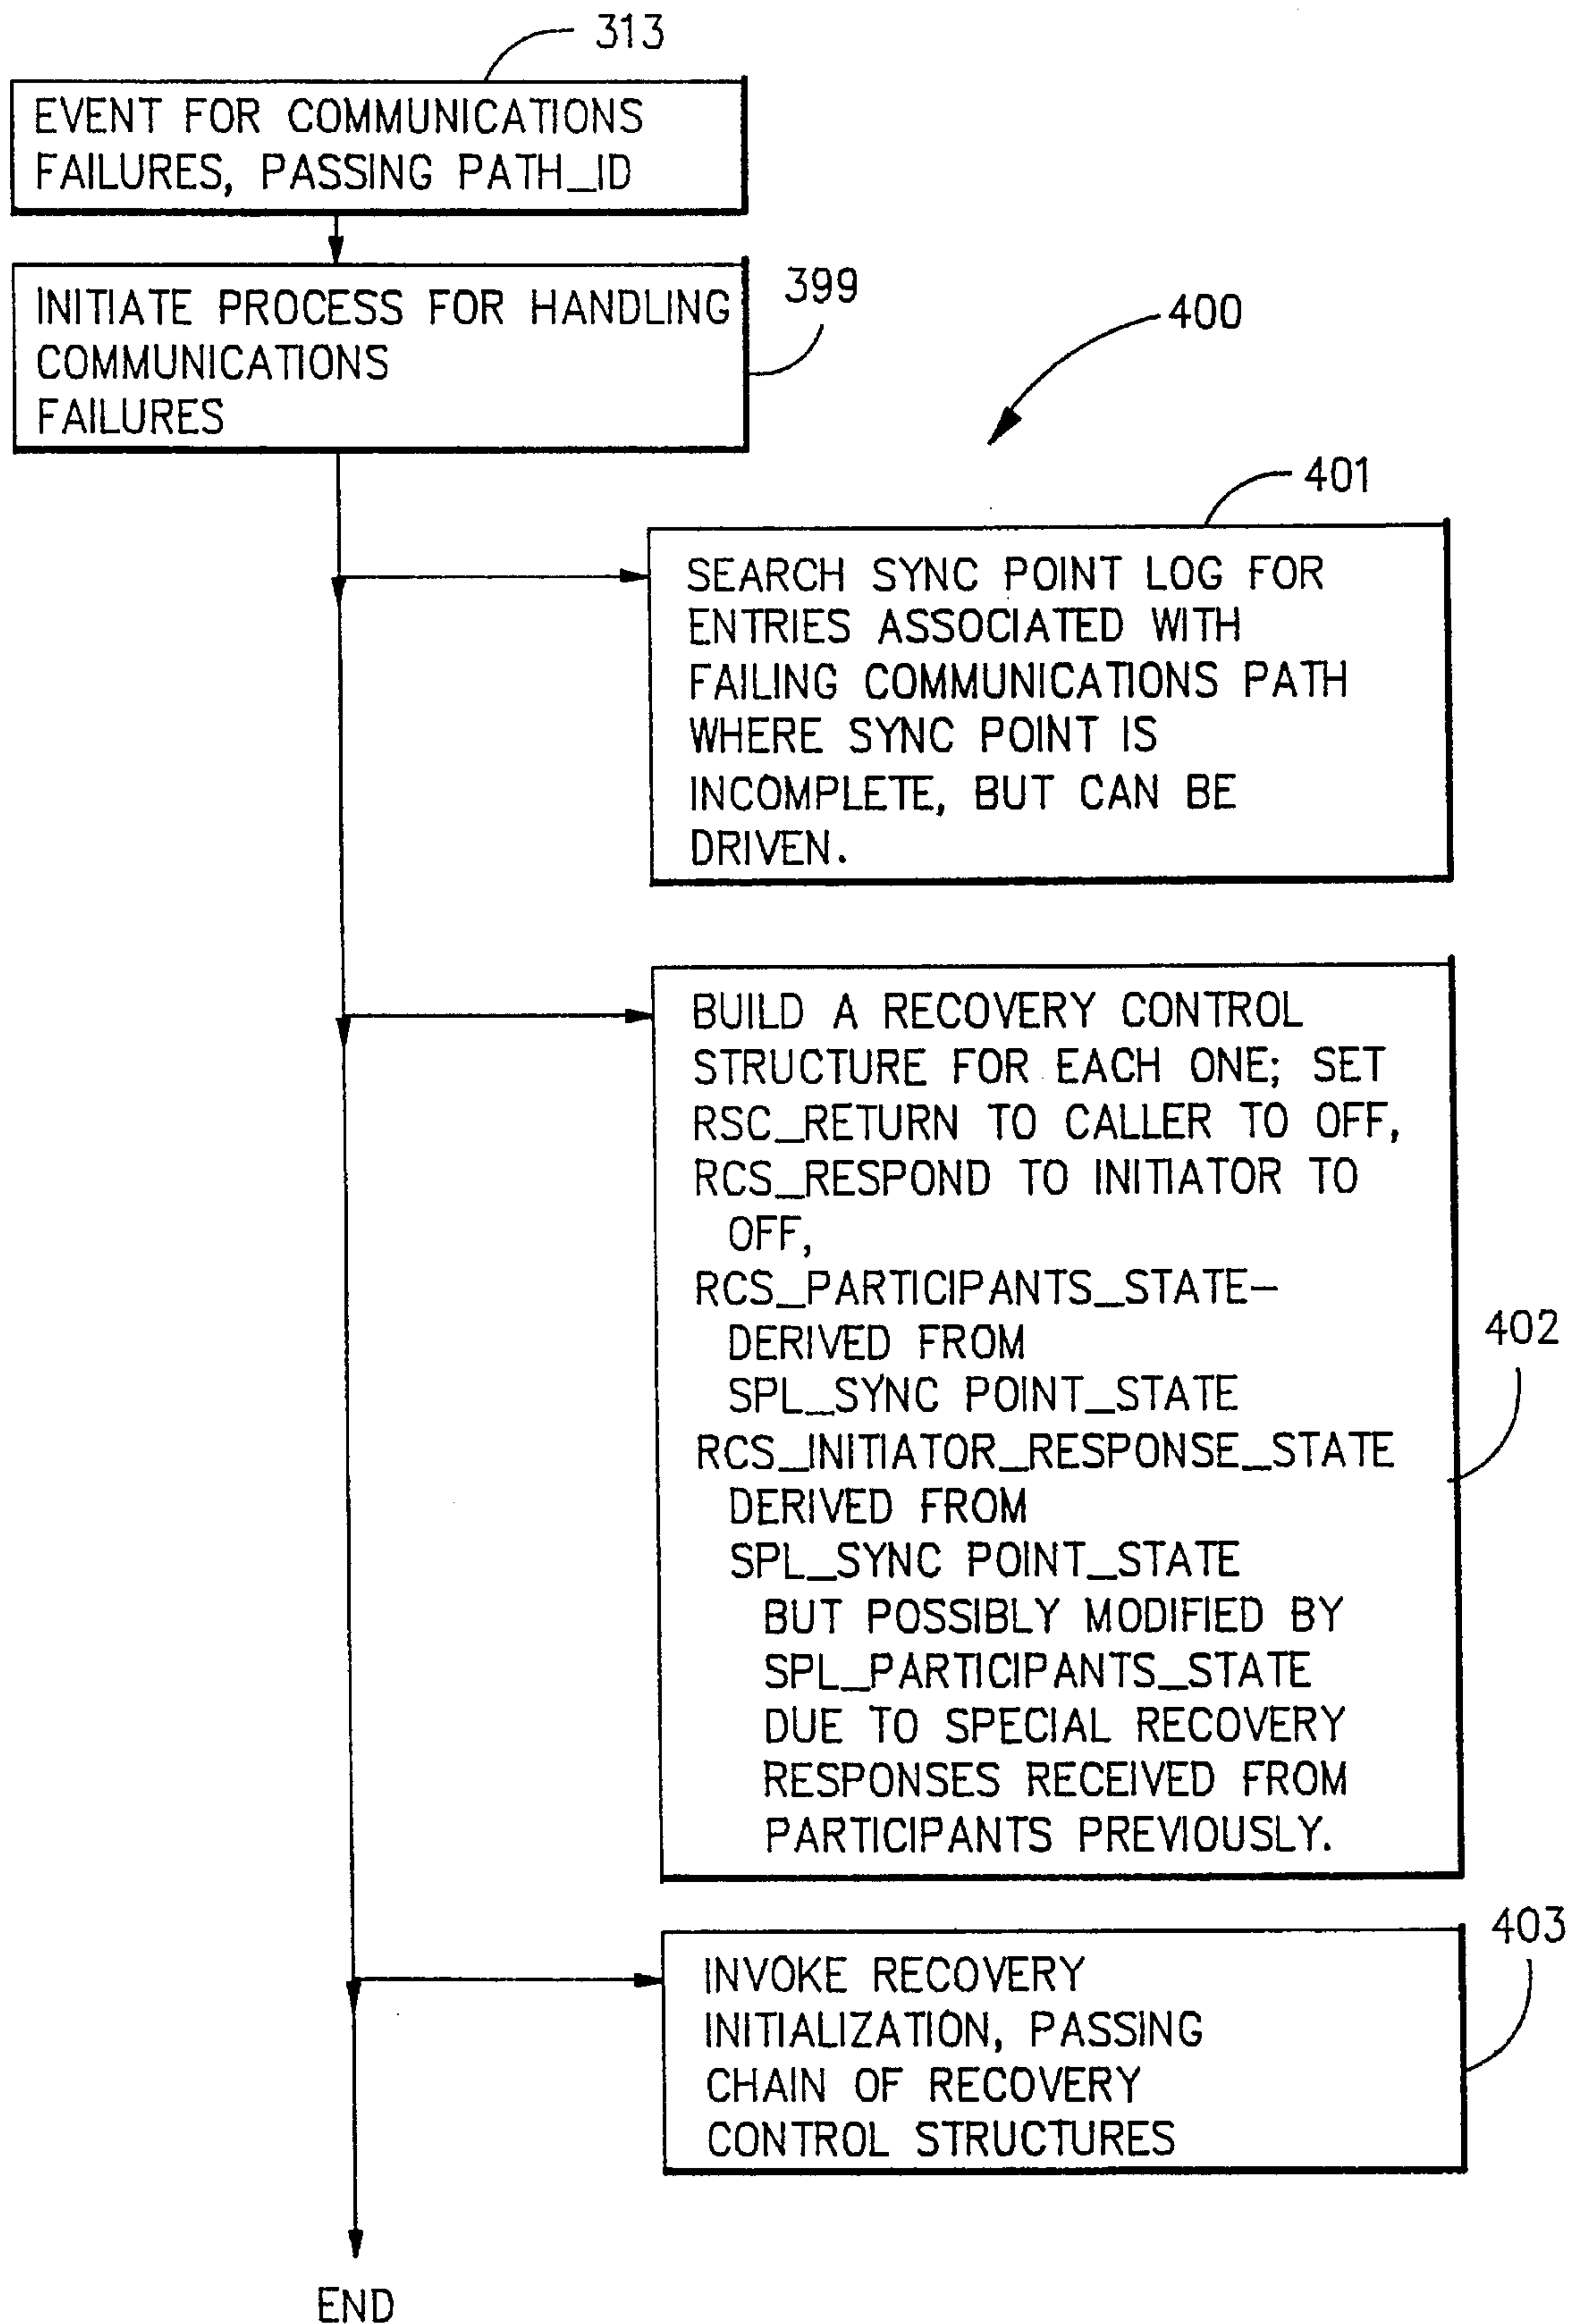 313
EVENT FOR COMMUNICATIONS
FAILURES, PASSING PATH_ID
INITIATE PROCESS FOR HANDLING
COMMUNICATIONS
FAILURES
399
400
401
SEARCH SYNC POINT LOG FOR
ENTRIES ASSOCIATED WITH
FAILING COMMUNICATIONS PATH
WHERE SYNC POINT IS
INCOMPLETE, BUT CAN BE
DRIVEN.
BUILD A RECOVERY CONTROL
STRUCTURE FOR EACH ONE; SET
RSC_RETURN TO CALLER TO OFF,
RCS_RESPOND TO INITIATOR TO
OFF,
RCS_PARTICIPANTS_STATE-
DERIVED FROM
SPL_SYNC POINT_STATE
RCS_INITIATOR_RESPONSE_STATE
DERIVED FROM
SPL_SYNC POINT_STATE
BUT POSSIBLY MODIFIED BY
SPL_PARTICIPANTS_STATE
DUE TO SPECIAL RECOVERY
RESPONSES RECEIVED FROM
PARTICIPANTS PREVIOUSLY.
402
403
INVOKE RECOVERY
INITIALIZATION, PASSING
CHAIN OF RECOVERY
CONTROL STRUCTURES
END